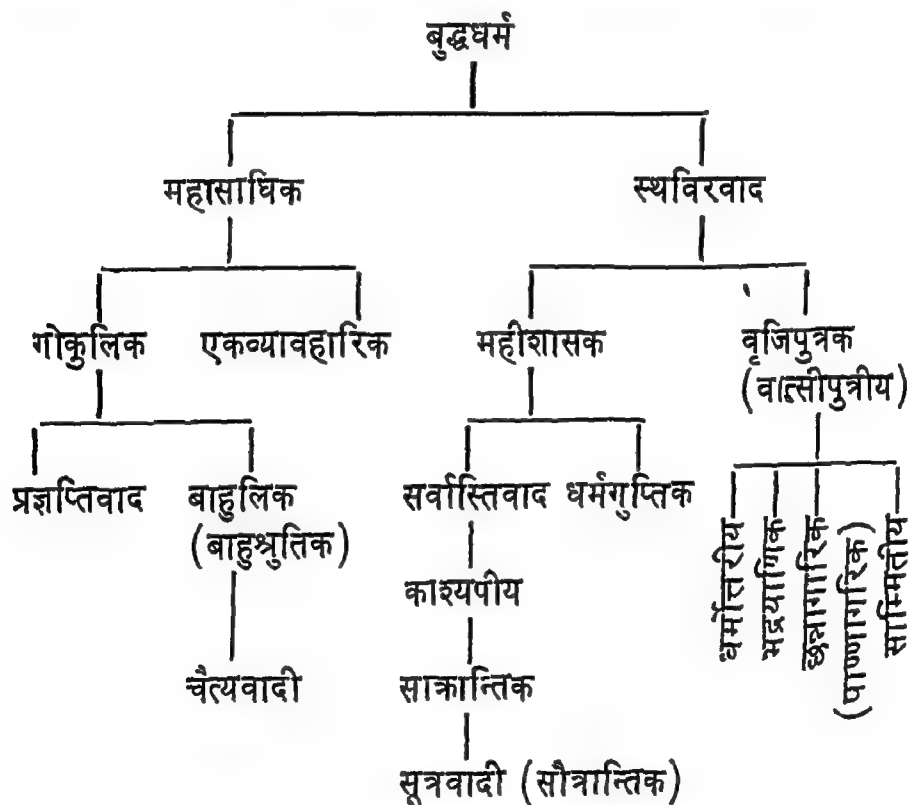 बुद्धधर्म
महासाघिक स्थविरवाद
गोकुलिक एकव्यावहारिक महीशासक वृजिपुत्रक
(वात्सीपुत्रीय)
प्रज्ञप्तिवाद बाहुलिक सर्वास्तिवाद धर्मगुप्तिक
(बाहुश्रुतिक)
धर्मोत्तरीय
भद्रयाणिक
छन्नागारिक
(पाण्णागरिक)
साम्मितीय
काश्यपीय
चैत्यवादी साक्रान्तिक
सूत्रवादी (सौत्रान्तिक)